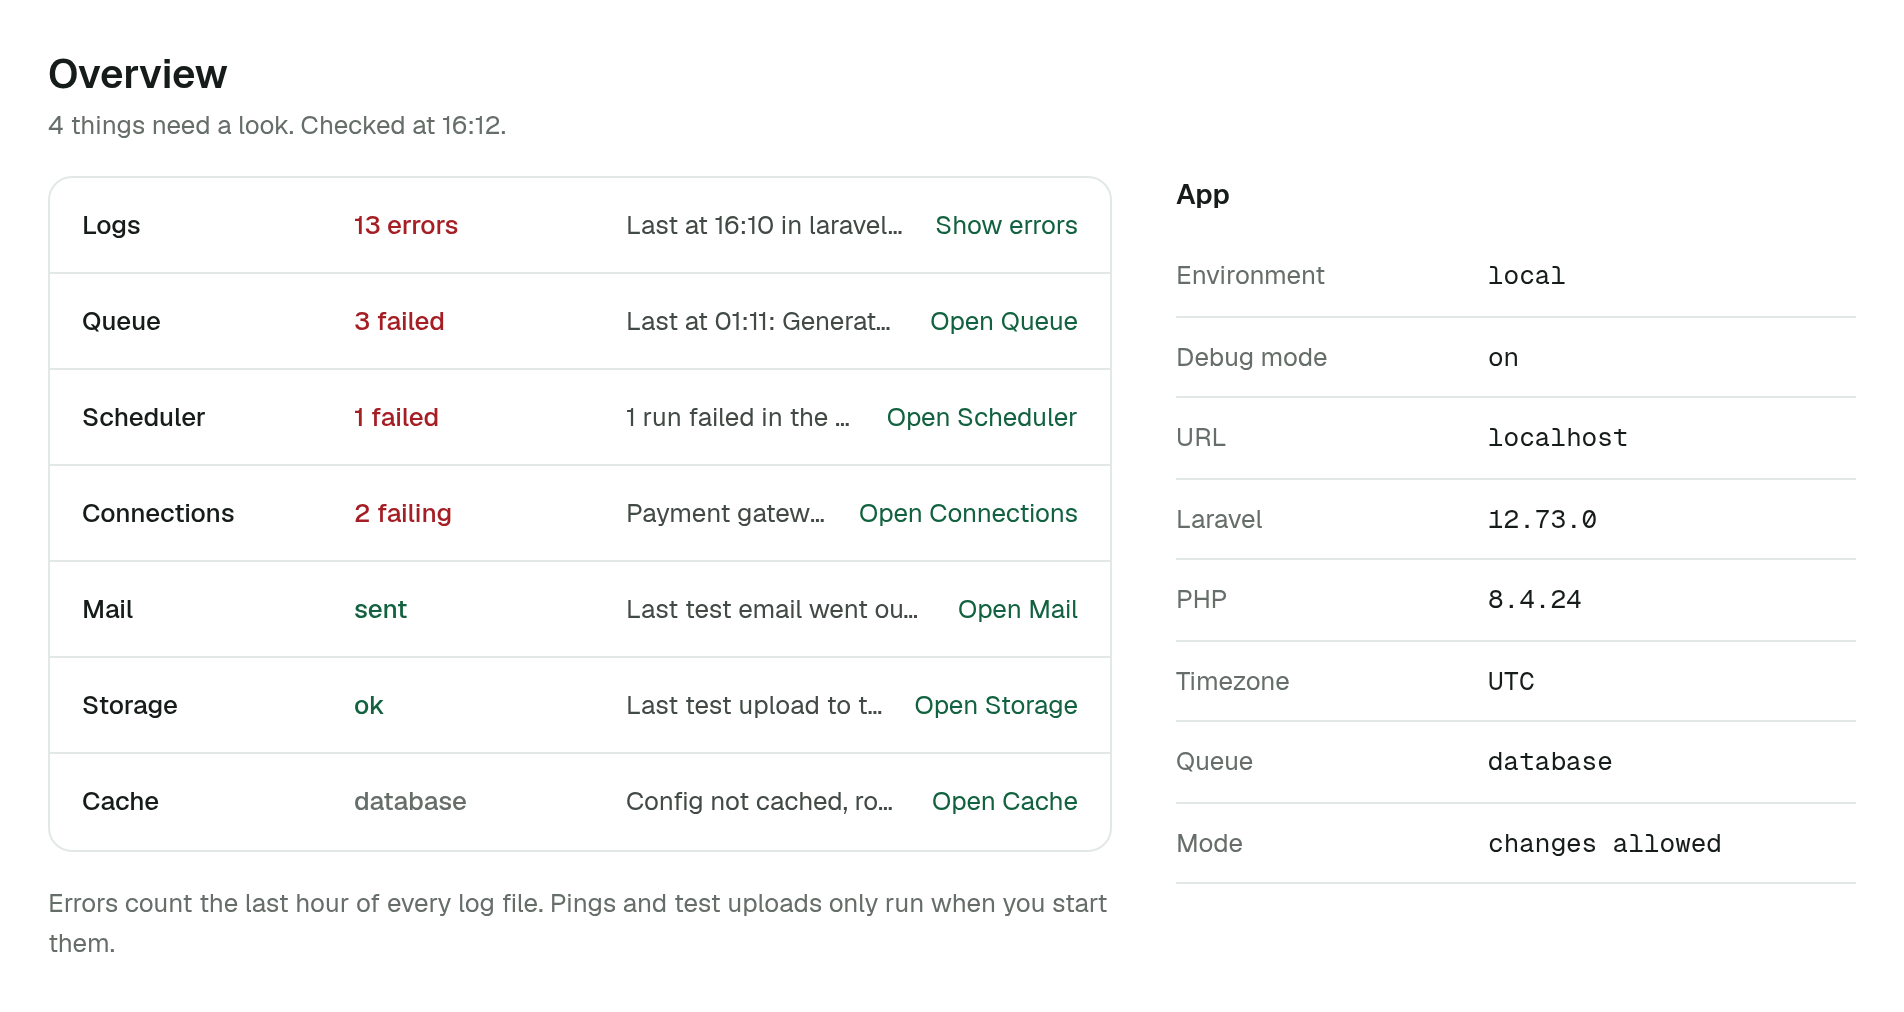 Overview
4 things need a look. Checked at 16:12.
Logs 13 errors Last at 16:10 in laravel... Show errors
Queue 3 failed Last at 01:11: Generat... Open Queue
Scheduler 1 failed 1 run failed in the ... Open Scheduler
Connections 2 failing Payment gatew... Open Connections
Mail sent Last test email went ou... Open Mail
Storage ok Last test upload to t... Open Storage
Cache database Config not cached, ro... Open Cache
Errors count the last hour of every log file. Pings and test uploads only run when you start
them.
App
Environment local
Debug mode on
URL localhost
Laravel 12.73.0
PHP 8.4.24
Timezone UTC
Queue database
Mode changes allowed